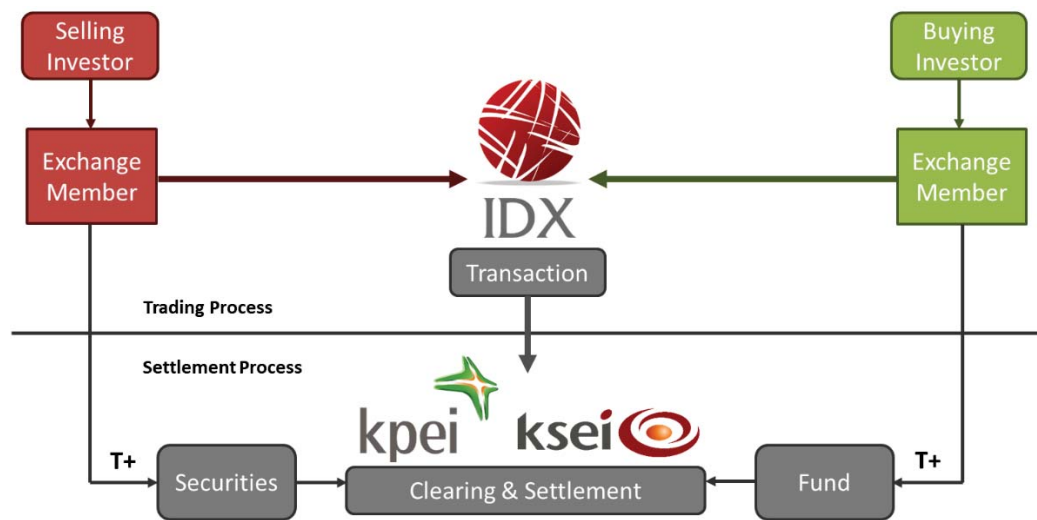 Selling
Investor
Buying
Investor
Exchange
Member
IDX
Exchange
Member
Transaction
Trading Process
Settlement Process
kpei
ksei
T+
Securities
Clearing & Settlement
Fund
T+